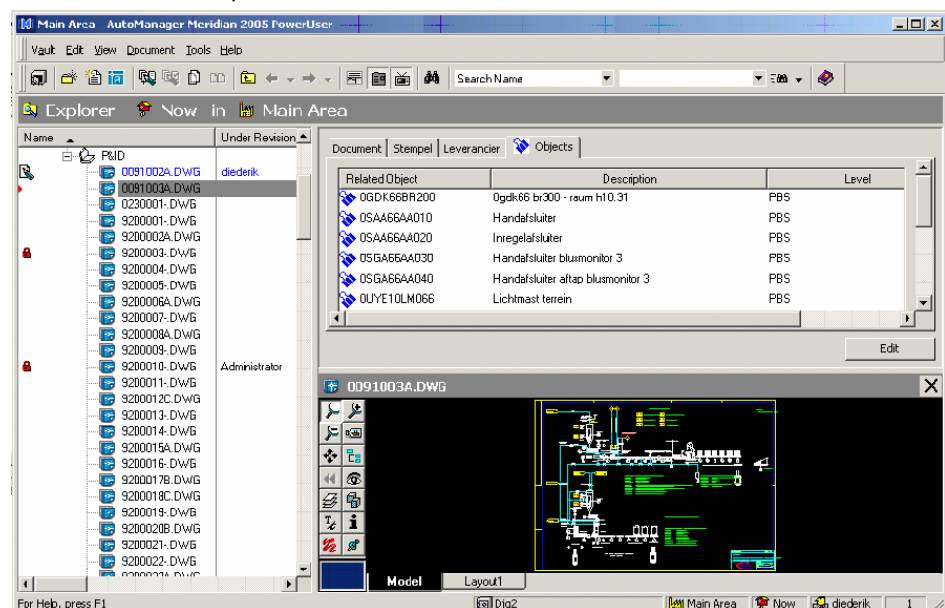 Main Area AutoManager Meridian 2005 PowerUser
Vault Edit View Document Tools Help
Search Name
Explorer Now in Main Area
Name Under Revision
P&ID
0091002A.DWG diederik
0091003A.DWG
0230001-.DWG
9200001-.DWG
9200002A.DWG
9200003-.DWG
9200004-.DWG
9200005-.DWG
9200006A.DWG
9200007-.DWG
9200008A.DWG
9200009-.DWG
9200010-.DWG Administrator
9200011-.DWG
9200012C.DWG
9200013-.DWG
9200014-.DWG
9200015A.DWG
9200016-.DWG
9200017B.DWG
9200018C.DWG
9200019-.DWG
9200020B.DWG
9200021-.DWG
9200022-.DWG
Document Stempel Leverancier Objects
Related Object Description Level
0GDK66BR200 0gdk66 br300 - raum h10.31 PBS
0SAA66AA010 Handafsluiter PBS
0SAA66AA020 Inregelafsluiter PBS
0SGA66AA030 Handafsluiter blusmonitor 3 PBS
0SGA66AA040 Handafsluiter aftap blusmonitor 3 PBS
0UYE10LM066 Lichtmast terrein PBS
Edit
0091003A.DWG
Model Layout1
For Help, press F1 Dig2 Main Area Now diederik 1